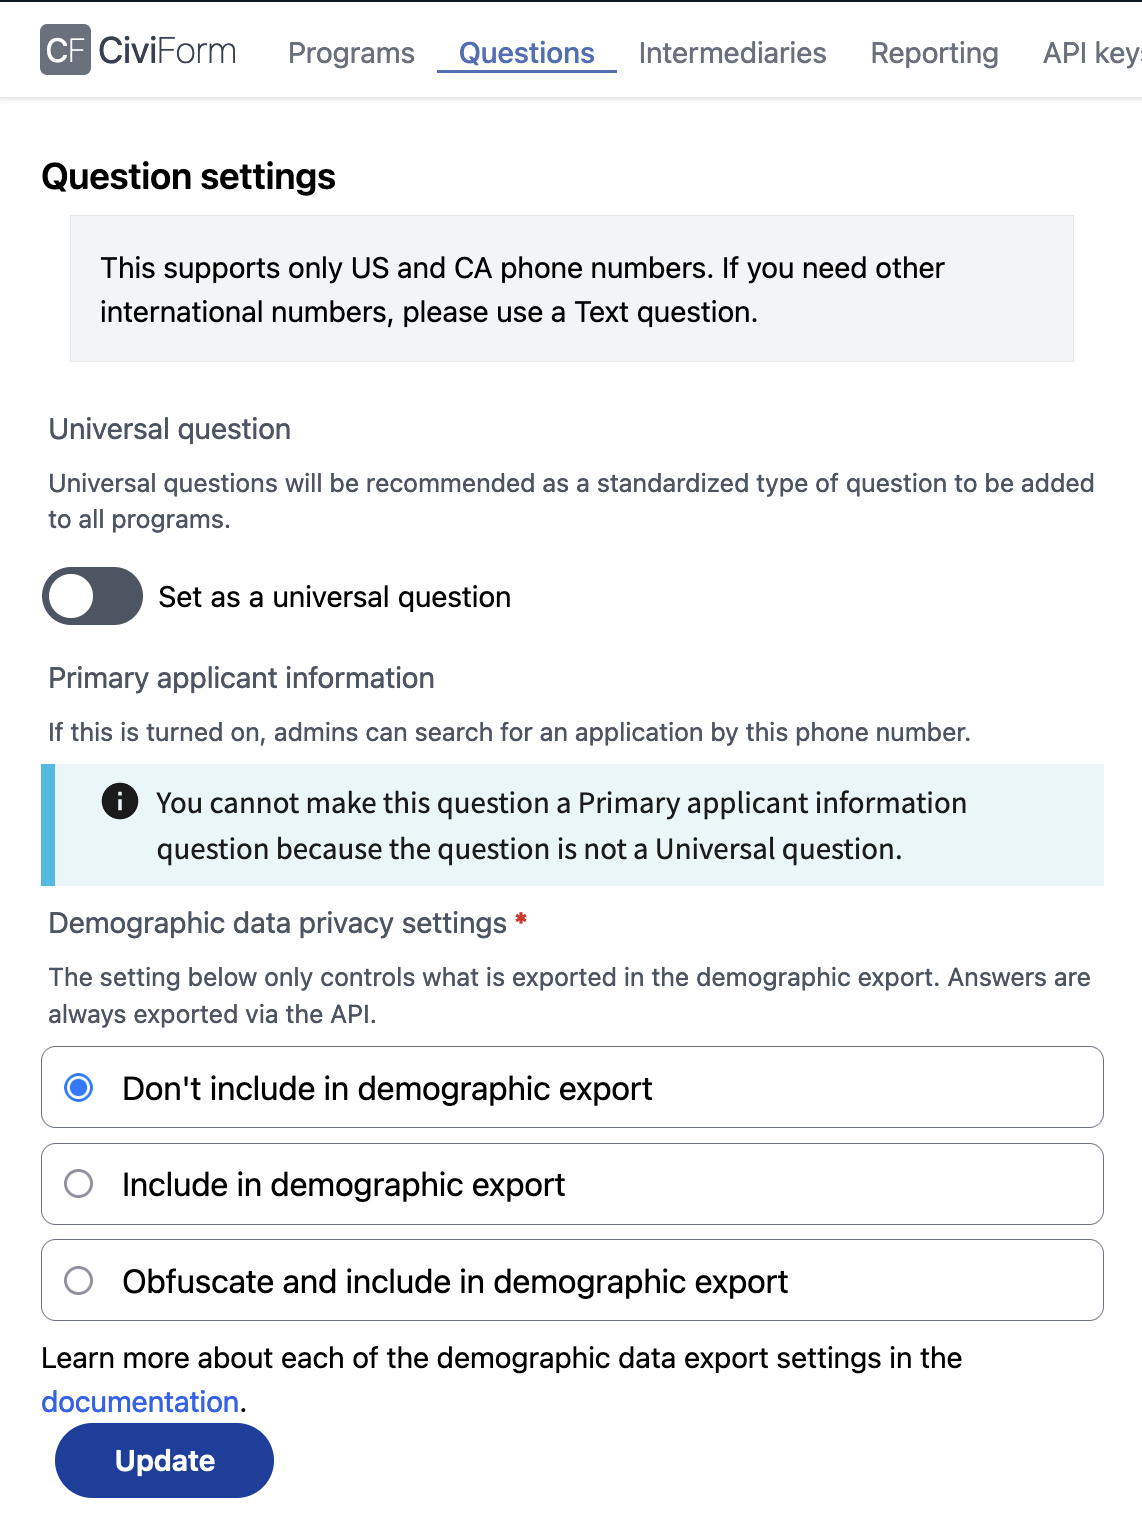 CF CiviForm Programs Questions Intermediaries Reporting API keys
Question settings
This supports only US and CA phone numbers. If you need other
international numbers, please use a Text question.
Universal question
Universal questions will be recommended as a standardized type of question to be added
to all programs.
Set as a universal question
Primary applicant information
If this is turned on, admins can search for an application by this phone number.
You cannot make this question a Primary applicant information
question because the question is not a Universal question.
Demographic data privacy settings *
The setting below only controls what is exported in the demographic export. Answers are
always exported via the API.
Don't include in demographic export
Include in demographic export
Obfuscate and include in demographic export
Learn more about each of the demographic data export settings in the
documentation.
Update